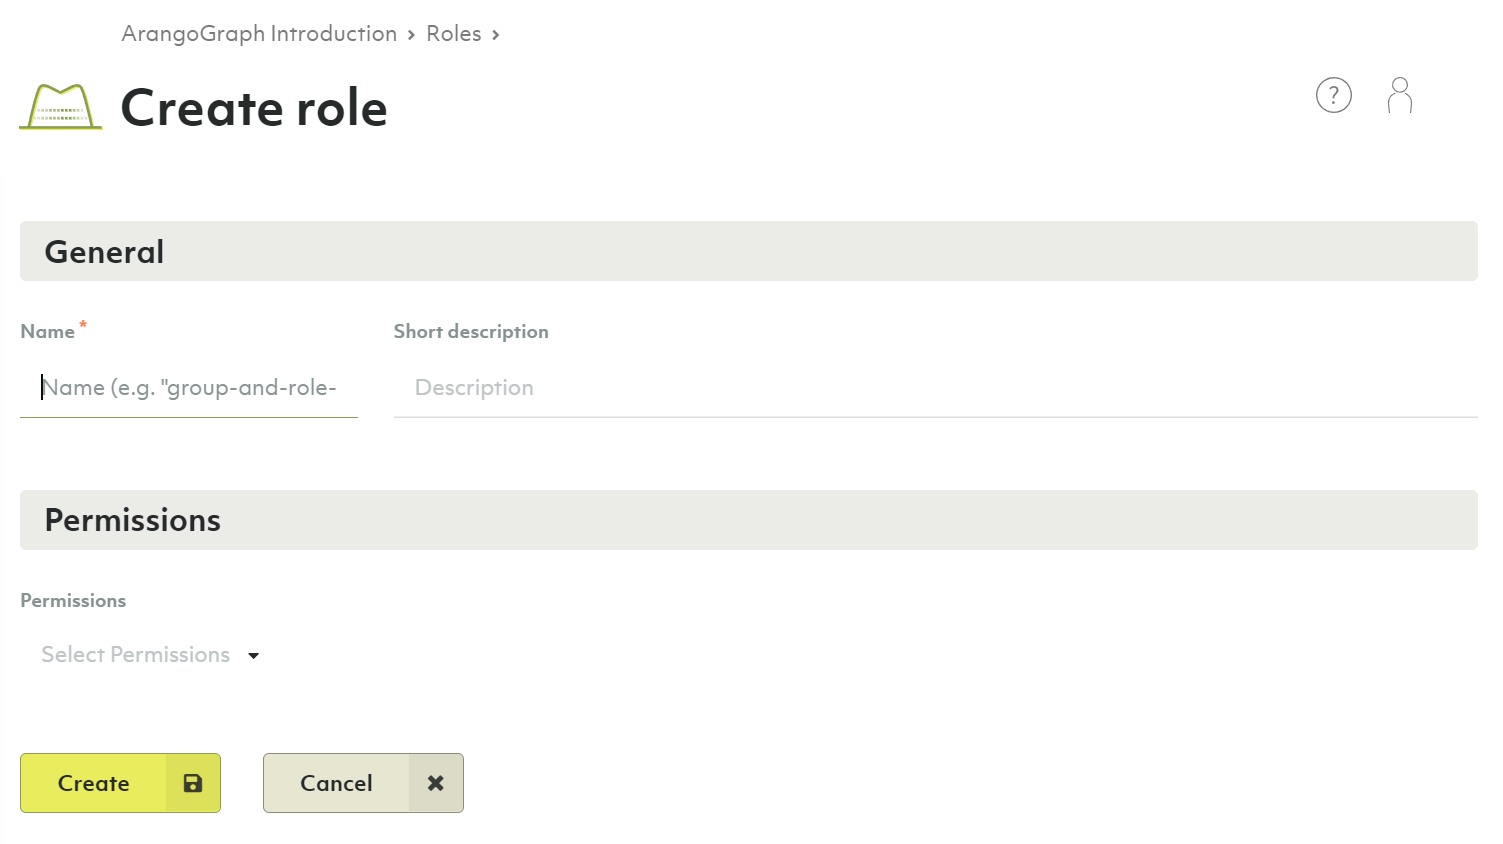 ArangoGraph Introduction › Roles ›
Create role
?
General
Name *
Short description
Name (e.g. "group-and-role-
Description
Permissions
Permissions
Select Permissions
Create
Cancel